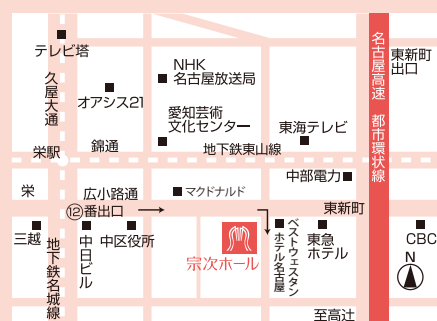 テレビ塔
久屋大通
NHK
名古屋放送局
オアシス21
愛知芸術
文化センター
錦通
地下鉄東山線
東海テレビ
名古屋高速 都市環状線
東新町
出口
栄駅
中部電力
栄
広小路通
マクドナルド
⑫番出口
東新町
三越
地下鉄名城線
中日ビル
中区役所
宗次ホール
ベストウェスタン
ホテル名古屋
東急
ホテル
CBC
N
至高辻